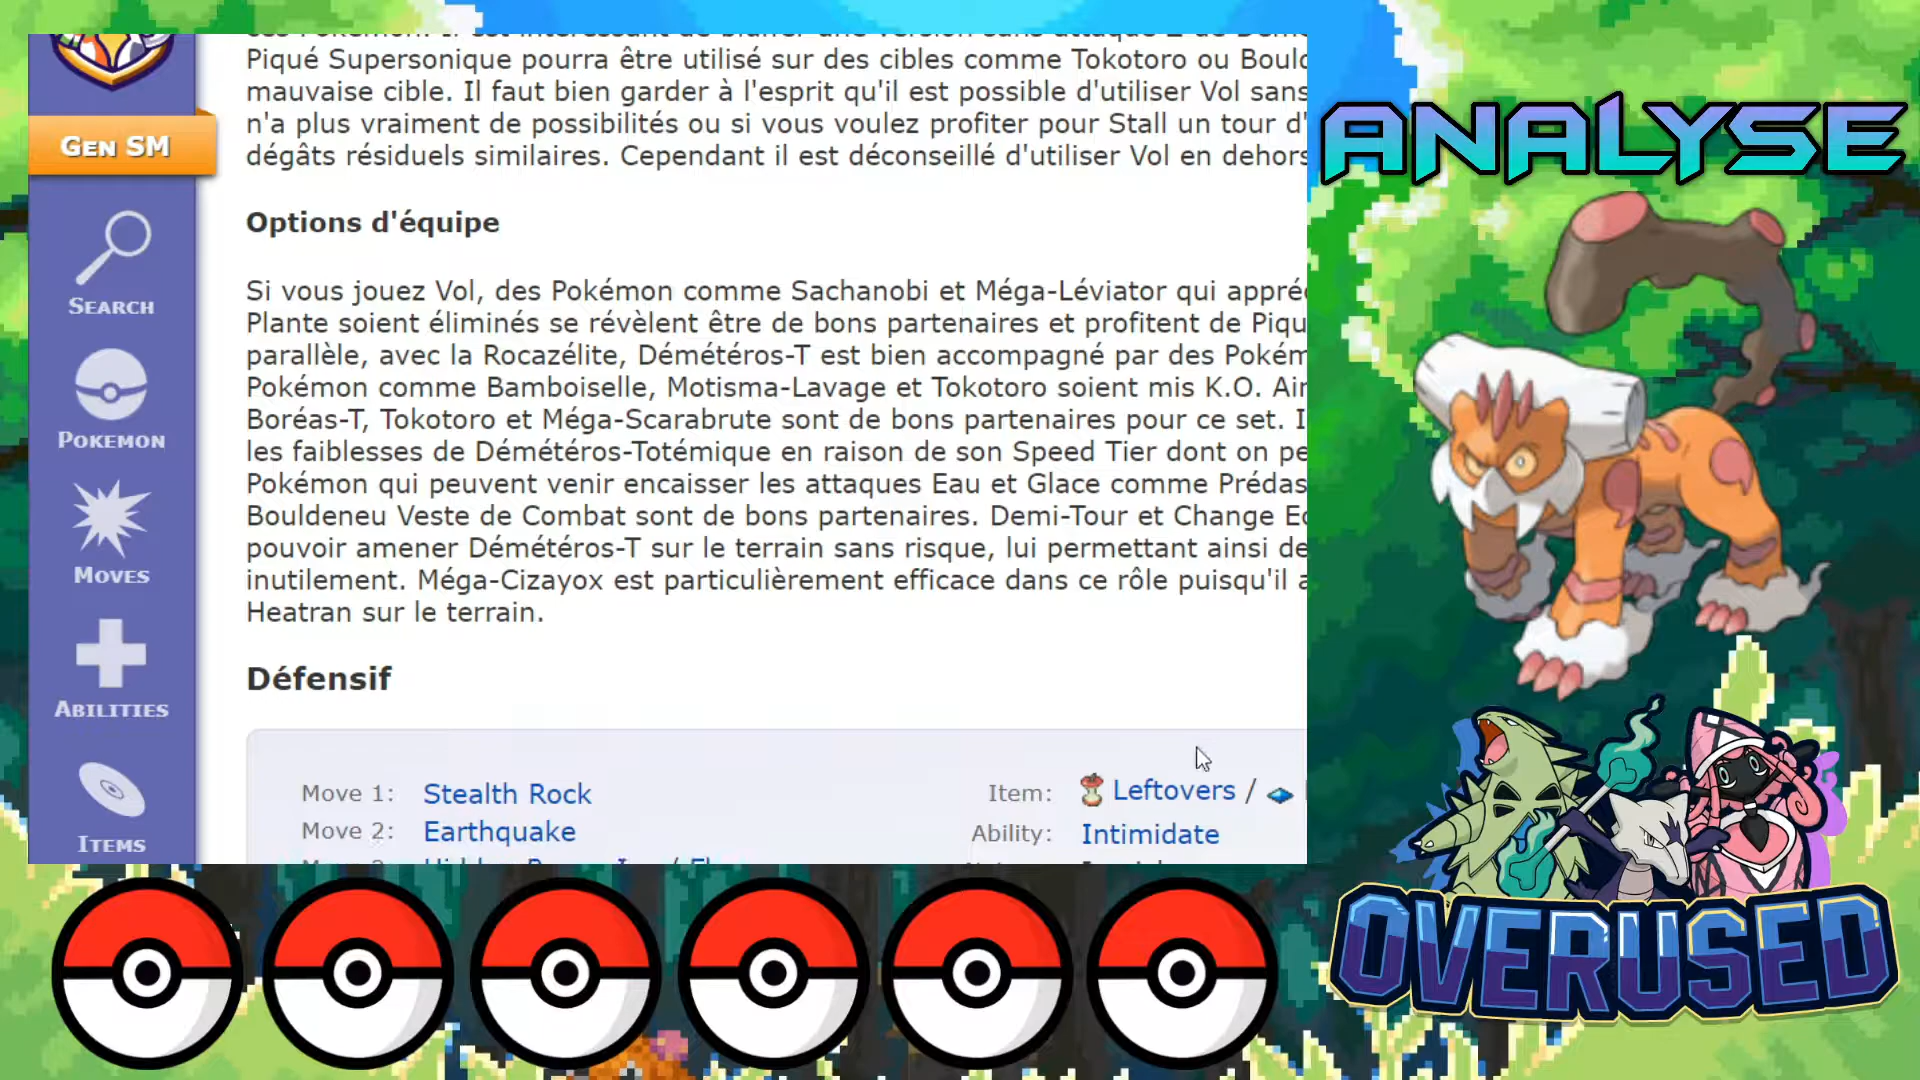 Piqué Supersonique pourra être utilisé sur des cibles comme Tokotoro ou
mauvaise cible. Il faut bien garder à l'esprit qu'il est possible d'utiliser Vol sans
n'a plus vraiment de possibilités ou si vous voulez profiter pour Stall un tour
dégâts résiduels similaires. Cependant il est déconseillé d'utiliser Vol en dehors
GEN SM
Options d'équipe
Si vous jouez Vol, des Pokémon comme Sachanobi et Méga-Léviator qui
Plante soient éliminés se révèlent être de bons partenaires et profitent de
parallèle, avec la Rocazélite, Démétéros-T est bien accompagné par des
Pokémon comme Bamboiselle, Motisma-Lavage et Tokotoro soient mis K.O.
Boréas-T, Tokotoro et Méga-Scarabrute sont de bons partenaires pour ce set.
les faiblesses de Démétéros-Totémique en raison de son Speed Tier dont on
Pokémon qui peuvent venir encaisser les attaques Eau et Glace comme
Bouldeneu Veste de Combat sont de bons partenaires. Demi-Tour et Change
pouvoir amener Démétéros-T sur le terrain sans risque, lui permettant ainsi de
inutilement. Méga-Cizayox est particulièrement efficace dans ce rôle puisqu'il
Heatran sur le terrain.
Défensif
Move 1: Stealth Rock
Move 2: Earthquake
Item: Leftovers /
Ability: Intimidate
SEARCH
POKEMON
MOVES
ABILITIES
ITEMS
ANALYSE
OVERUSED